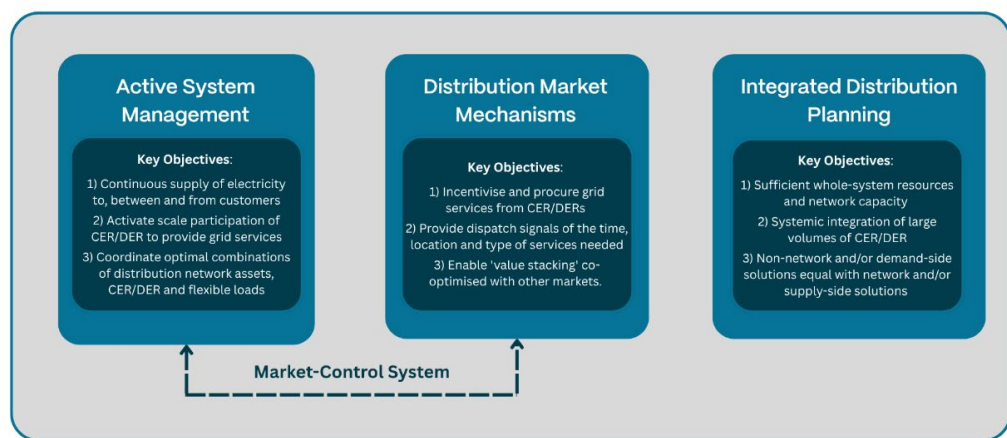 Active System
Management
Key Objectives:
1) Continuous supply of electricity
to, between and from customers
2) Activate scale participation of
CER/DER to provide grid services
3) Coordinate optimal combinations
of distribution network assets,
CER/DER and flexible loads
Distribution Market
Mechanisms
Key Objectives:
1) Incentivise and procure grid
services from CER/DERs
2) Provide dispatch signals of the time,
location and type of services needed
3) Enable 'value stacking' co-
optimised with other markets.
Integrated Distribution
Planning
Key Objectives:
1) Sufficient whole-system resources
and network capacity
2) Systemic integration of large
volumes of CER/DER
3) Non-network and/or demand-side
solutions equal with network and/or
supply-side solutions
Market-Control System